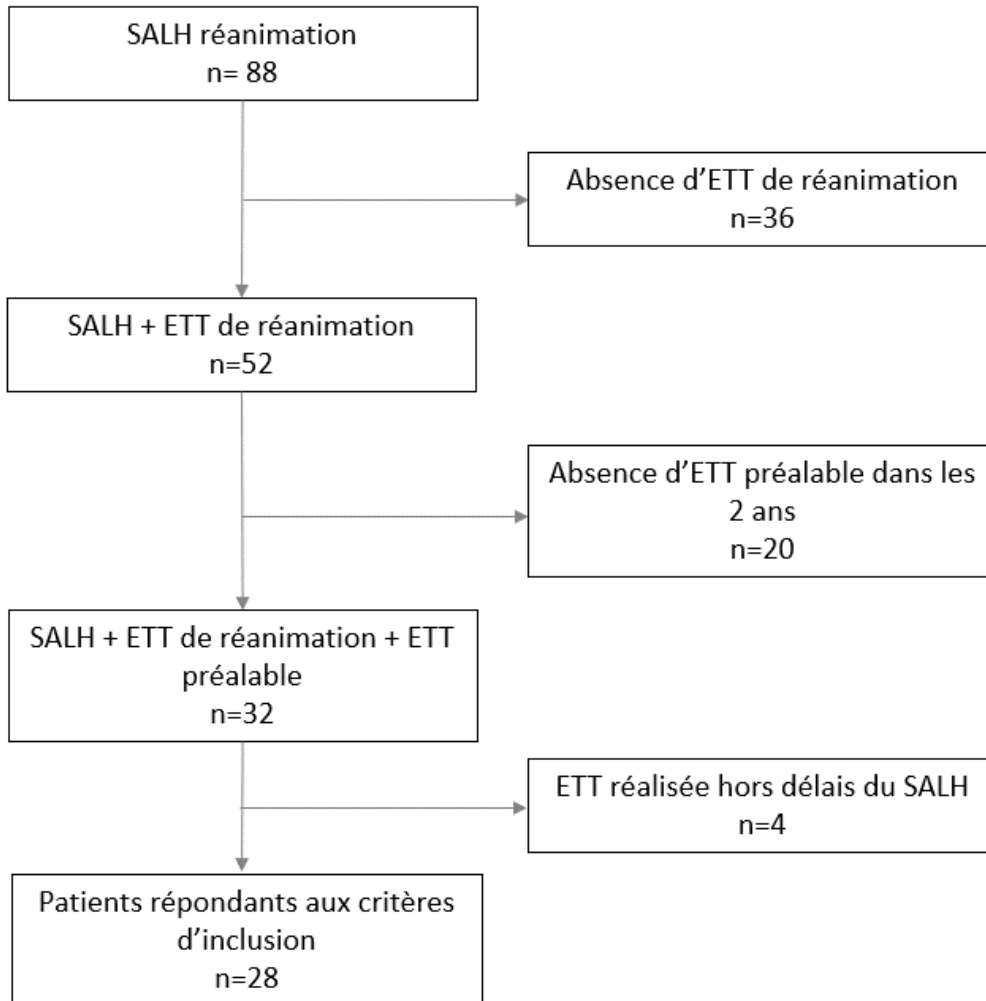 SALH réanimation
n= 88
Absence d'ETT de réanimation
n=36
SALH + ETT de réanimation
n=52
Absence d'ETT préalable dans les
2 ans
n=20
SALH + ETT de réanimation + ETT
préalable
n=32
ETT réalisée hors délais du SALH
n=4
Patients répondants aux critères
d'inclusion
n=28